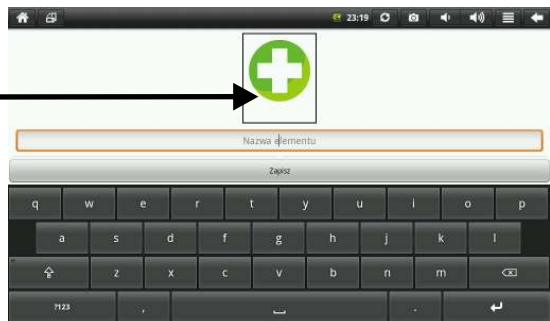 23:19
Nazwa elementu
Zapisz
q w e r t y u i o p
a s d f g h j k l
z x c v b n m
?123 , .